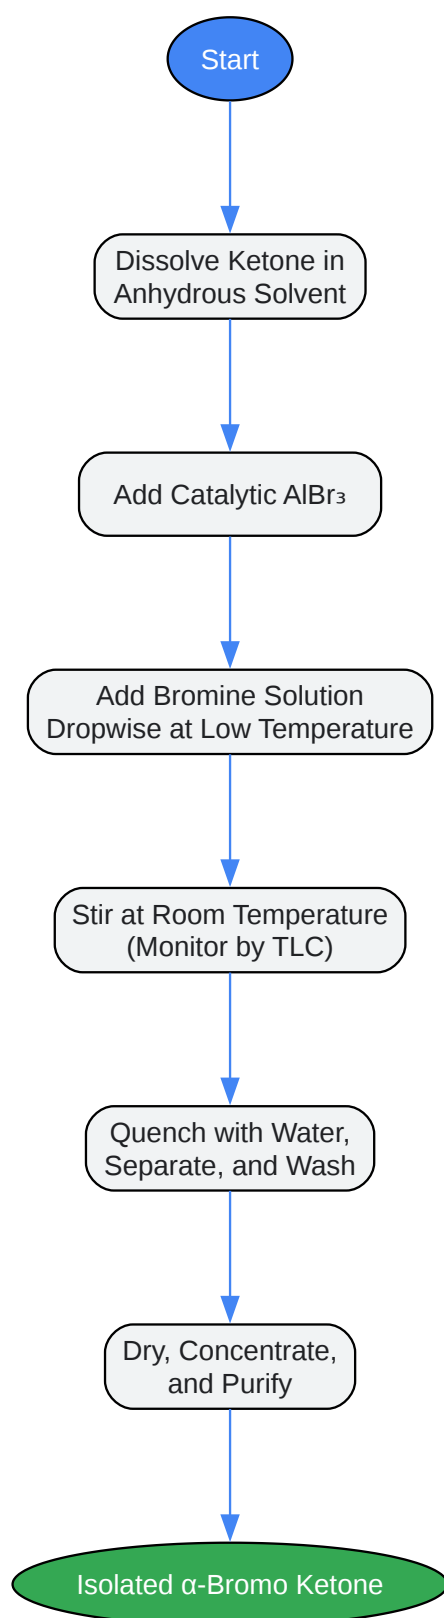 Start
Dissolve Ketone in
Anhydrous Solvent
Add Catalytic AlBr₃
Add Bromine Solution
Dropwise at Low Temperature
Stir at Room Temperature
(Monitor by TLC)
Quench with Water,
Separate, and Wash
Dry, Concentrate,
and Purify
Isolated α-Bromo Ketone